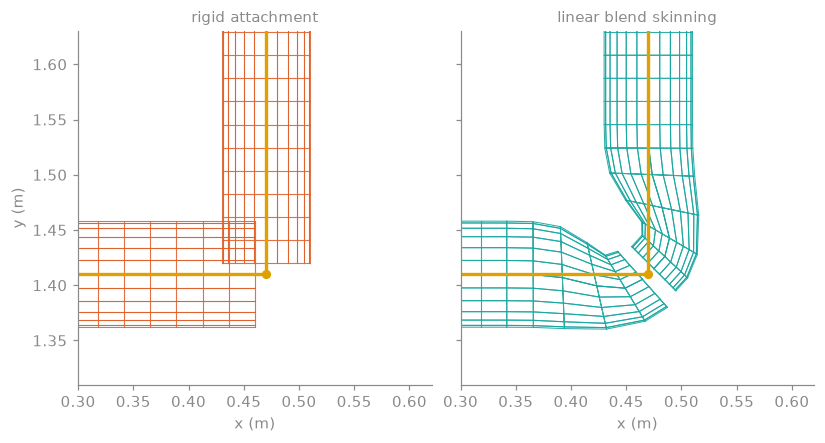 rigid attachment
linear blend skinning
1.60
1.55
1.50
1.45
1.40
1.35
y (m)
0.30 0.35 0.40 0.45 0.50 0.55 0.60
0.30 0.35 0.40 0.45 0.50 0.55 0.60
x (m)
x (m)